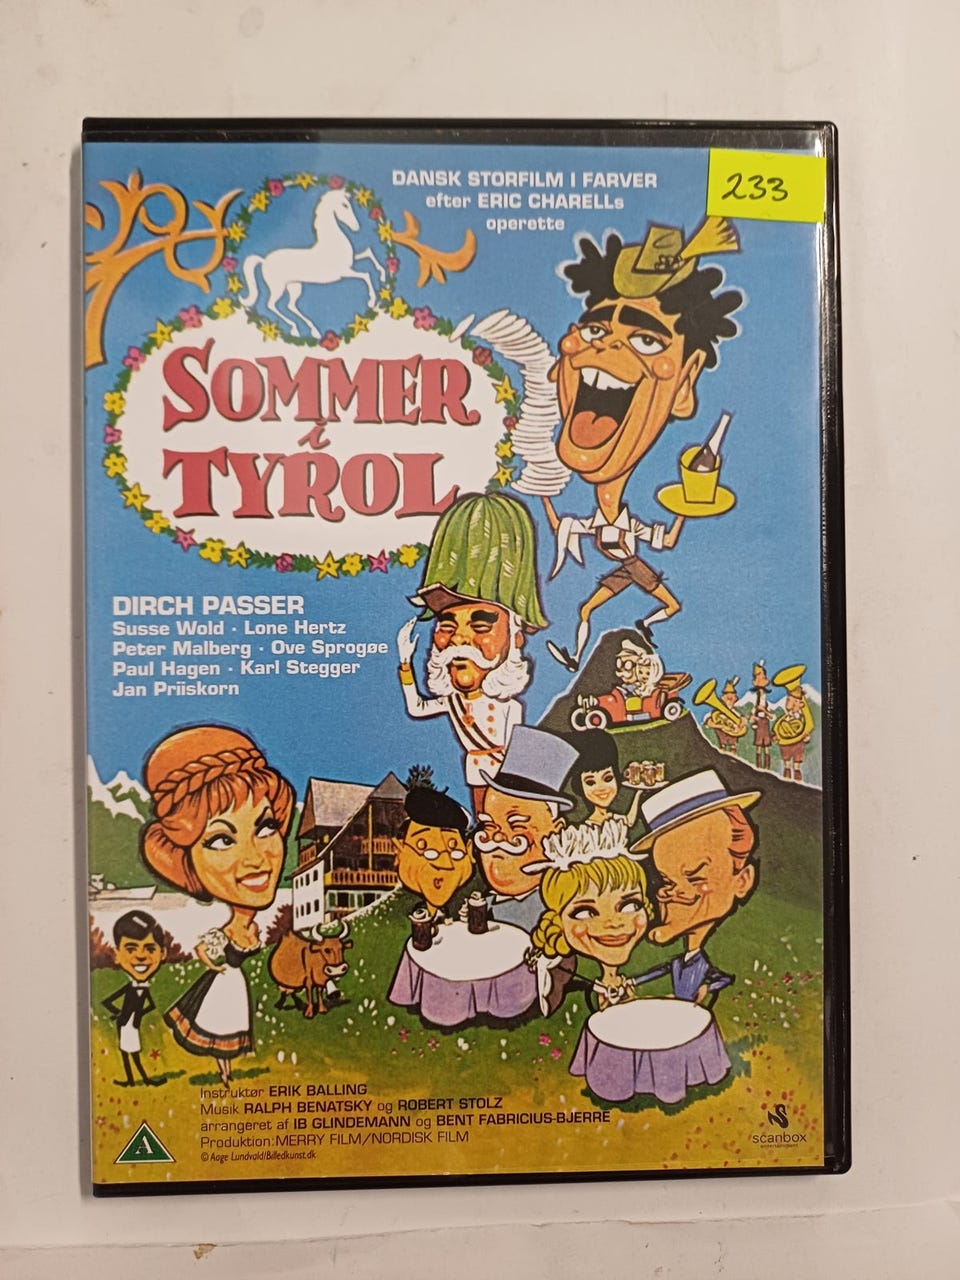 DANSK STORFILM I FARVER
efter ERIC CHARELLs
operette
233
SOMMER
i
TYROL
DIRCH PASSER
Susse Wold · Lone Hertz
Peter Malberg · Ove Sprogøe
Paul Hagen · Karl Stegger
Jan Priiskorn
Instruktør ERIK BALLING
Musik RALPH BENATSKY og ROBERT STOLZ
arrangeret af IB GLINDEMANN og BENT FABRICIUS-BJERRE
Produktion: MERRY FILM/NORDISK FILM
© Aage Lundvald/Billedkunst.dk
A
scanbox
entertainment